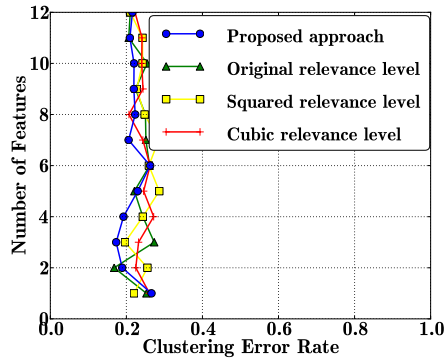 Number of Features
12
10
8
6
4
2
0
0.0 0.2 0.4 0.6 0.8 1.0
Clustering Error Rate
Proposed approach
Original relevance level
Squared relevance level
Cubic relevance level